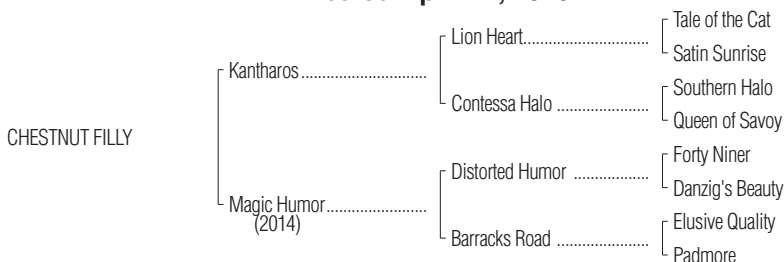 Lion Heart
Tale of the Cat
Satin Sunrise
Kantharos
Contessa Halo
Southern Halo
Queen of Savoy
CHESTNUT FILLY
Distorted Humor
Forty Niner
Danzig's Beauty
Magic Humor
(2014)
Barracks Road
Elusive Quality
Padmore